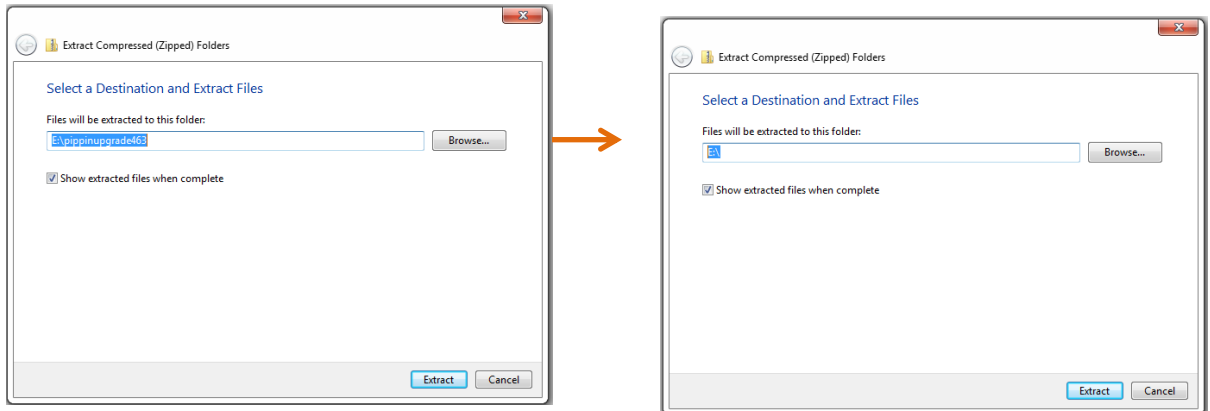 Extract Compressed (Zipped) Folders
Select a Destination and Extract Files
Files will be extracted to this folder:
E:\pippinupgrade463
Browse...
Show extracted files when complete
Extract
Cancel
Extract Compressed (Zipped) Folders
Select a Destination and Extract Files
Files will be extracted to this folder:
E:\
Browse...
Show extracted files when complete
Extract
Cancel